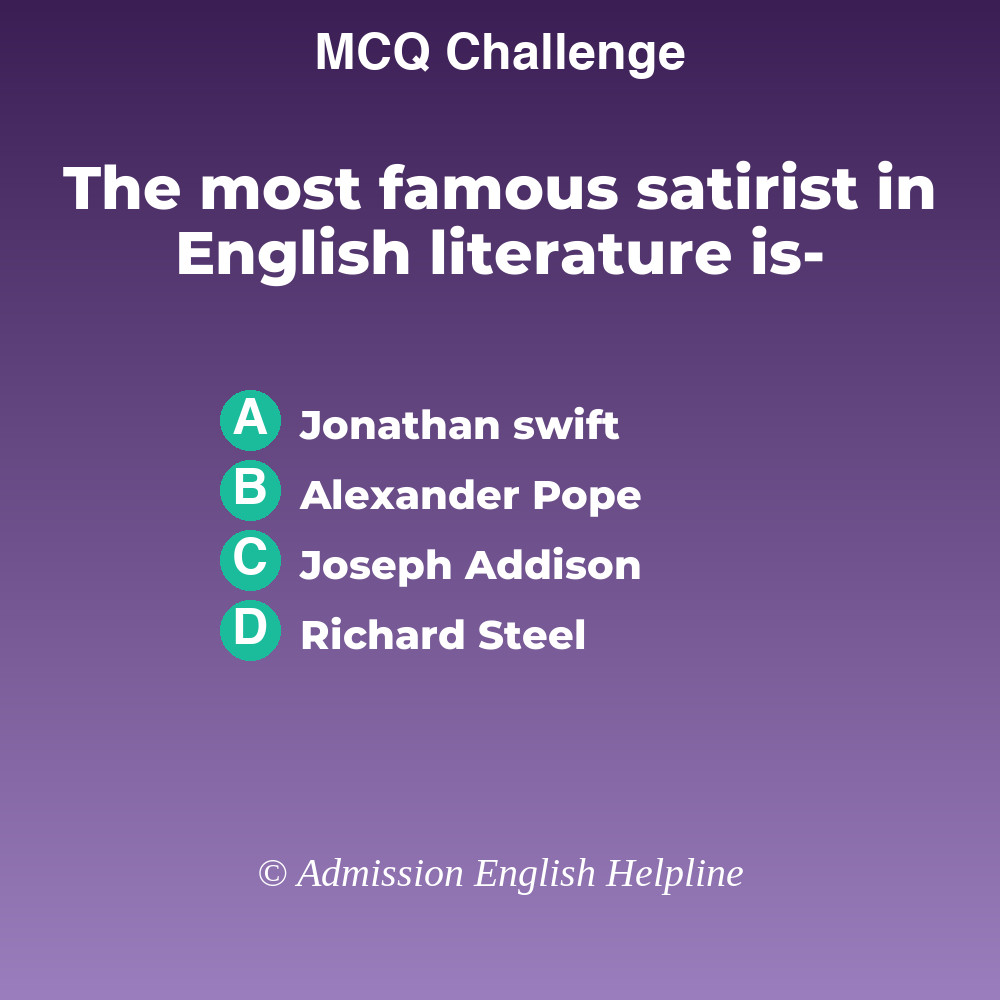 MCQ Challenge
The most famous satirist in
English literature is-
A Jonathan swift
B Alexander Pope
C Joseph Addison
D Richard Steel
© Admission English Helpline